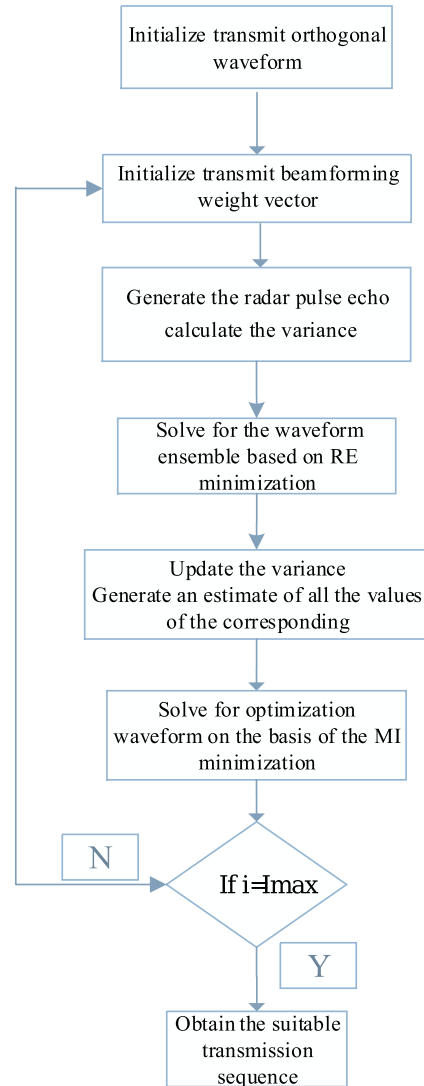 Initialize transmit orthogonal
waveform
Initialize transmit beamforming
weight vector
Generate the radar pulse echo
calculate the variance
Solve for the waveform
ensemble based on RE
minimization
Update the variance
Generate an estimate of all the values
of the corresponding
Solve for optimization
waveform on the basis of the MI
minimization
N
If i=Imax
Y
Obtain the suitable
transmission
sequence